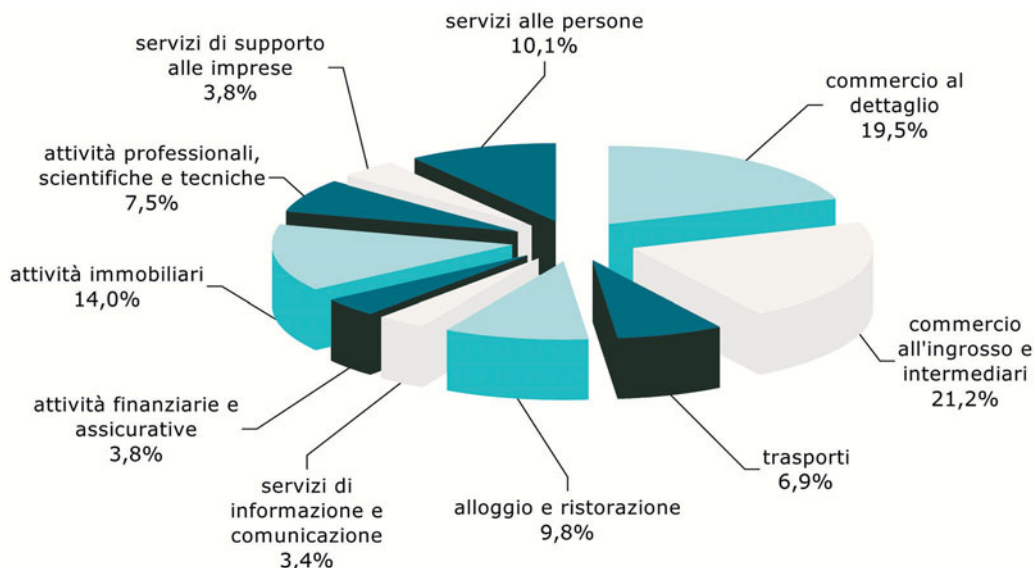 servizi alle persone
10,1%
servizi di supporto
alle imprese
3,8%
commercio al
dettaglio
19,5%
attività professionali,
scientifiche e tecniche
7,5%
attività immobiliari
14,0%
commercio
all'ingrosso e
intermediari
21,2%
attività finanziarie e
assicurative
3,8%
trasporti
6,9%
servizi di
informazione e
comunicazione
3,4%
alloggio e ristorazione
9,8%